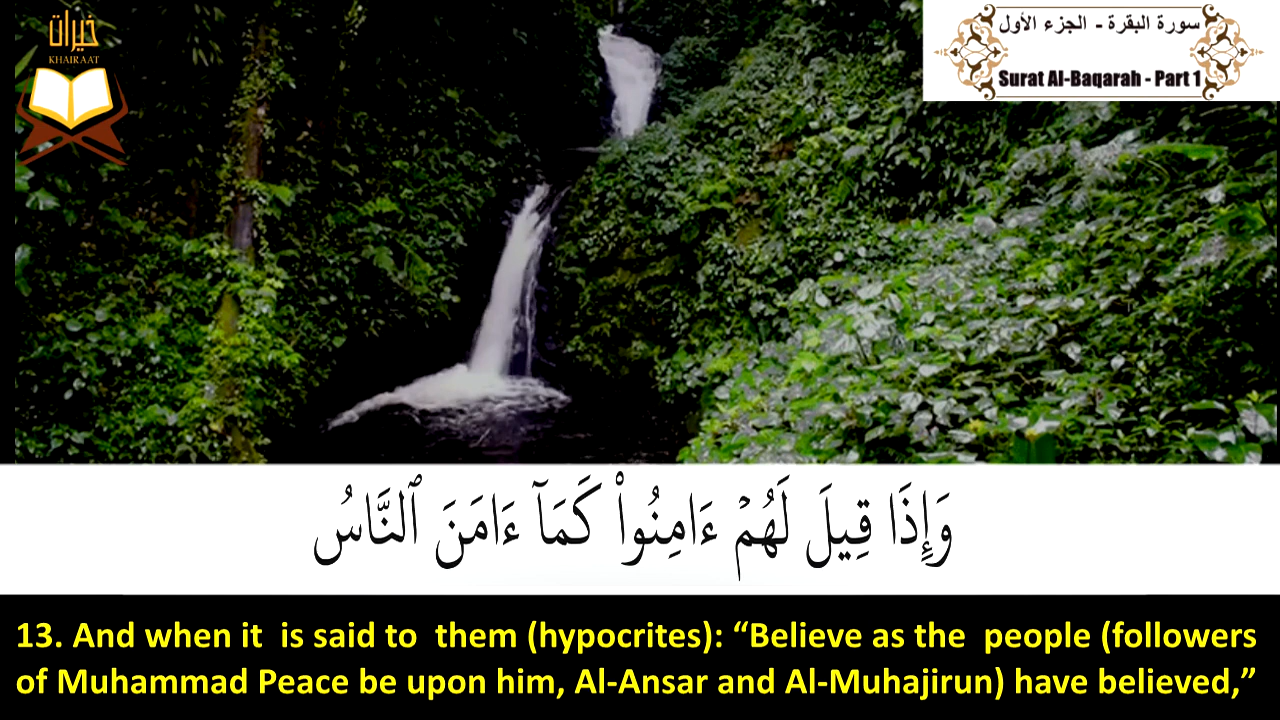 خيرات
KHAIRAAT
سورة البقرة - الجزء الأول
Surat Al-Baqarah - Part 1
وَإِذَا قِيلَ لَهُمْ ءَامِنُوا۟ كَمَآ ءَامَنَ ٱلنَّاسُ
13. And when it is said to them (hypocrites): “Believe as the people (followers
of Muhammad Peace be upon him, Al-Ansar and Al-Muhajirun) have believed,”